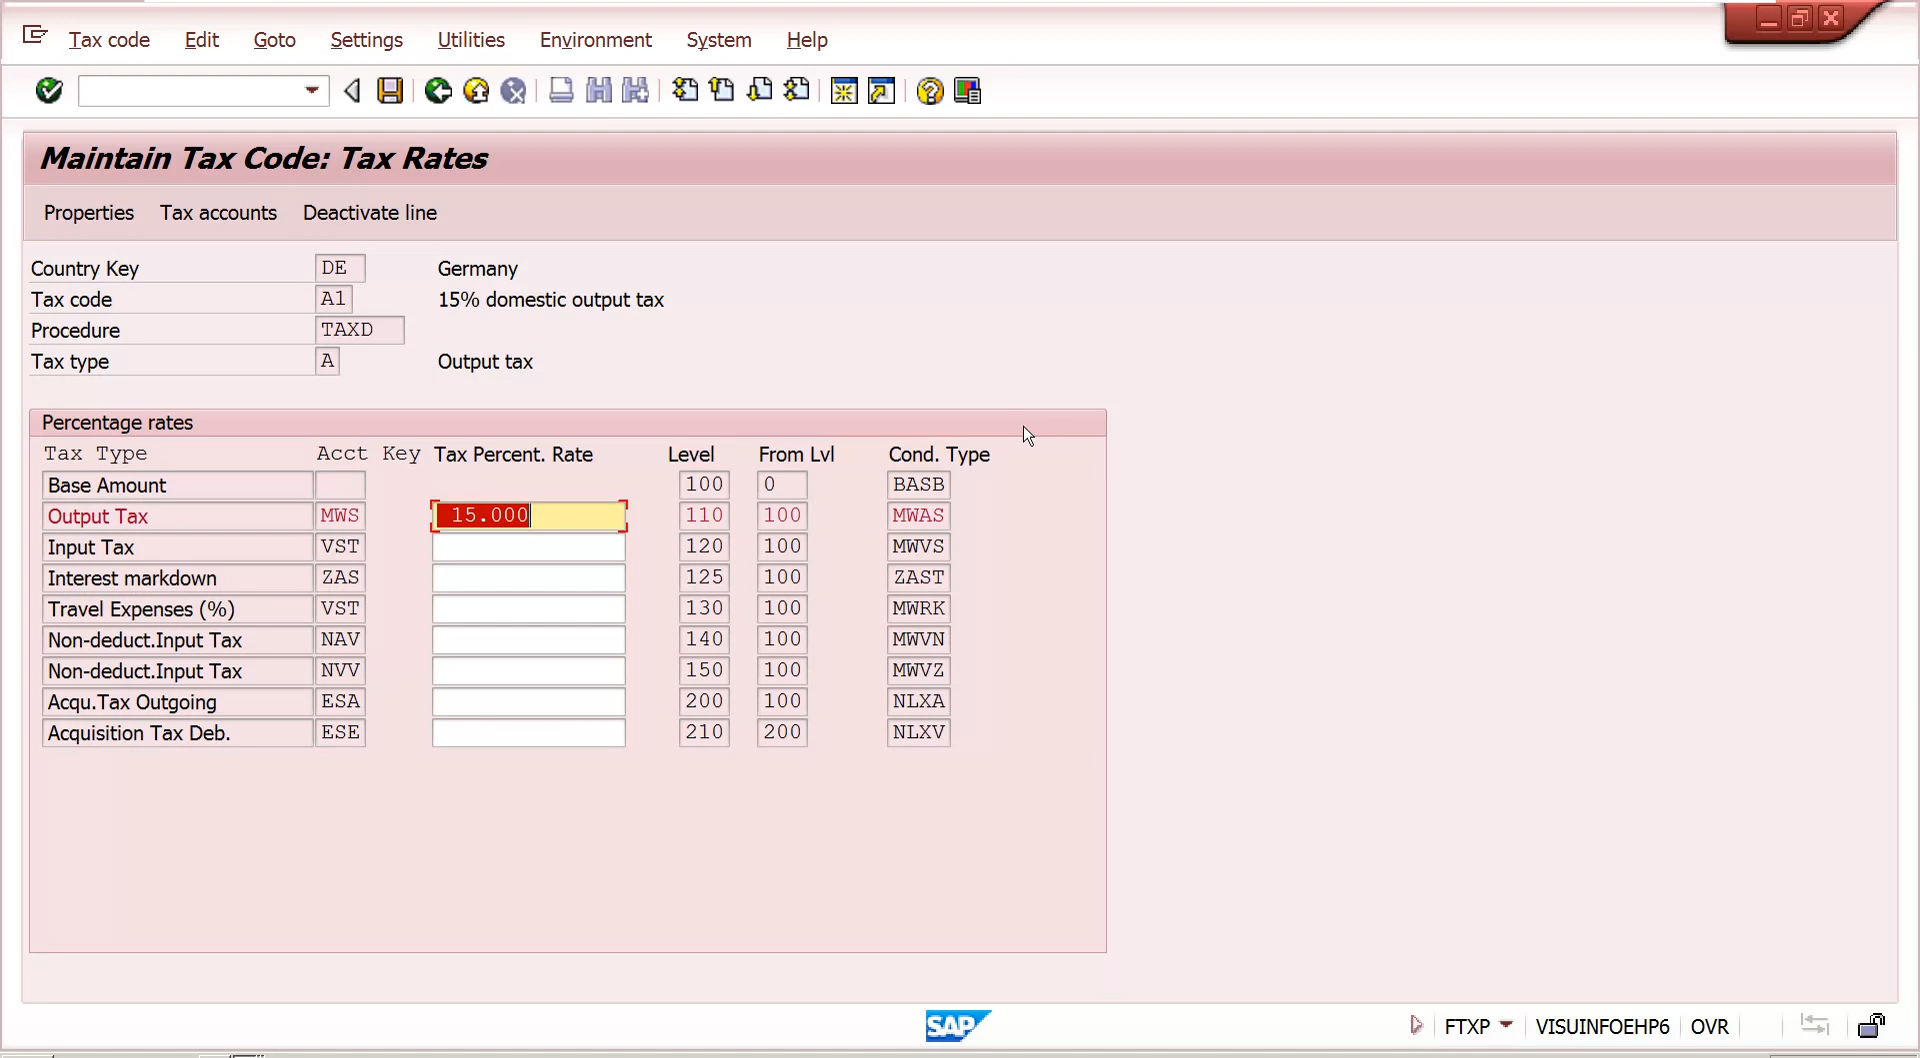 Tax code Edit Goto Settings Utilities Environment System Help
Maintain Tax Code: Tax Rates
Properties Tax accounts Deactivate line
Country Key DE Germany
Tax code A1 15% domestic output tax
Procedure TAXD
Tax type A Output tax
Percentage rates
Tax Type Acct Key Tax Percent. Rate Level From Lvl Cond. Type
Base Amount 100 0 BASB
Output Tax MWS 15.000 110 100 MWAS
Input Tax VST 120 100 MWVS
Interest markdown ZAS 125 100 ZAST
Travel Expenses (%) VST 130 100 MWRK
Non-deduct.Input Tax NAV 140 100 MWVN
Non-deduct.Input Tax NVV 150 100 MWVZ
Acqu.Tax Outgoing ESA 200 100 NLXA
Acquisition Tax Deb. ESE 210 200 NLXV
SAP FTXP VISUINFOEHP6 OVR